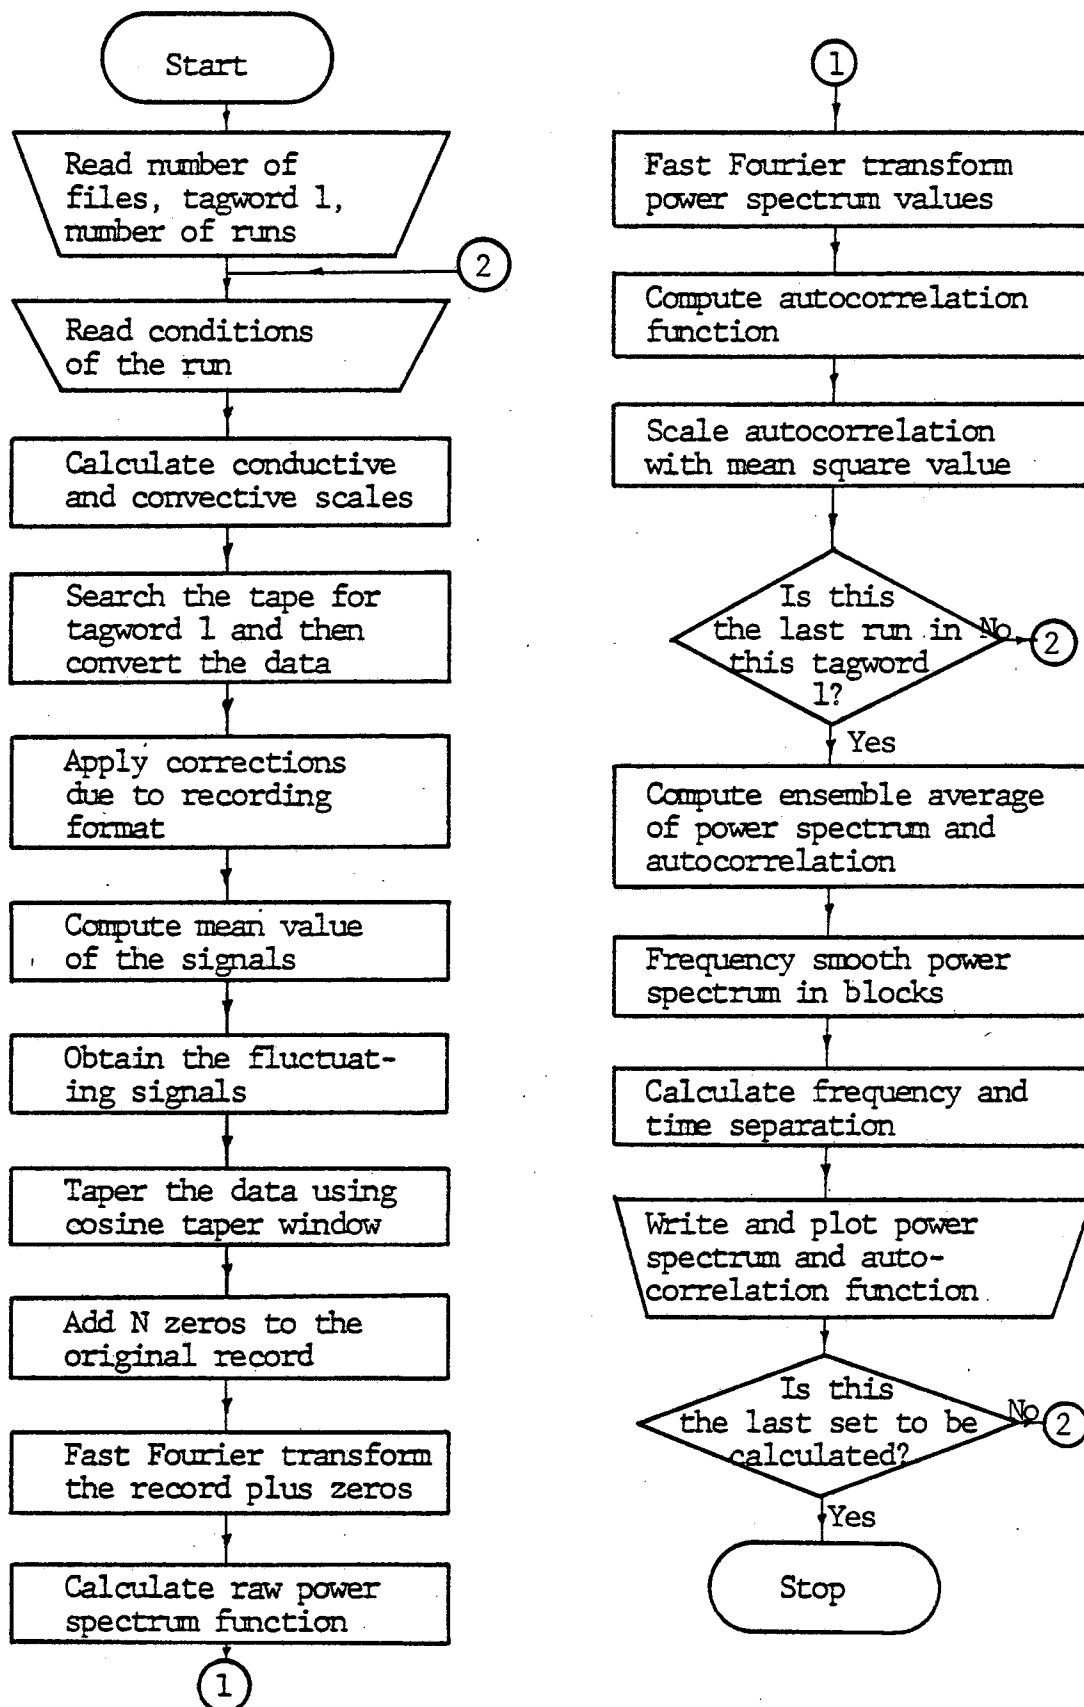 Start
Read number of
files, tagword 1,
number of runs
2
Read conditions
of the run
Calculate conductive
and convective scales
Search the tape for
tagword 1 and then
convert the data
Apply corrections
due to recording
format
Compute mean value
of the signals
Obtain the fluctuat-
ing signals
Taper the data using
cosine taper window
Add N zeros to the
original record
Fast Fourier transform
the record plus zeros
Calculate raw power
spectrum function
1
1
Fast Fourier transform
power spectrum values
Compute autocorrelation
function
Scale autocorrelation
with mean square value
Is this
the last run in
this tagword
1?
No
2
Yes
Compute ensemble average
of power spectrum and
autocorrelation
Frequency smooth power
spectrum in blocks
Calculate frequency and
time separation
Write and plot power
spectrum and auto-
correlation function
Is this
the last set to be
calculated?
No
2
Yes
Stop